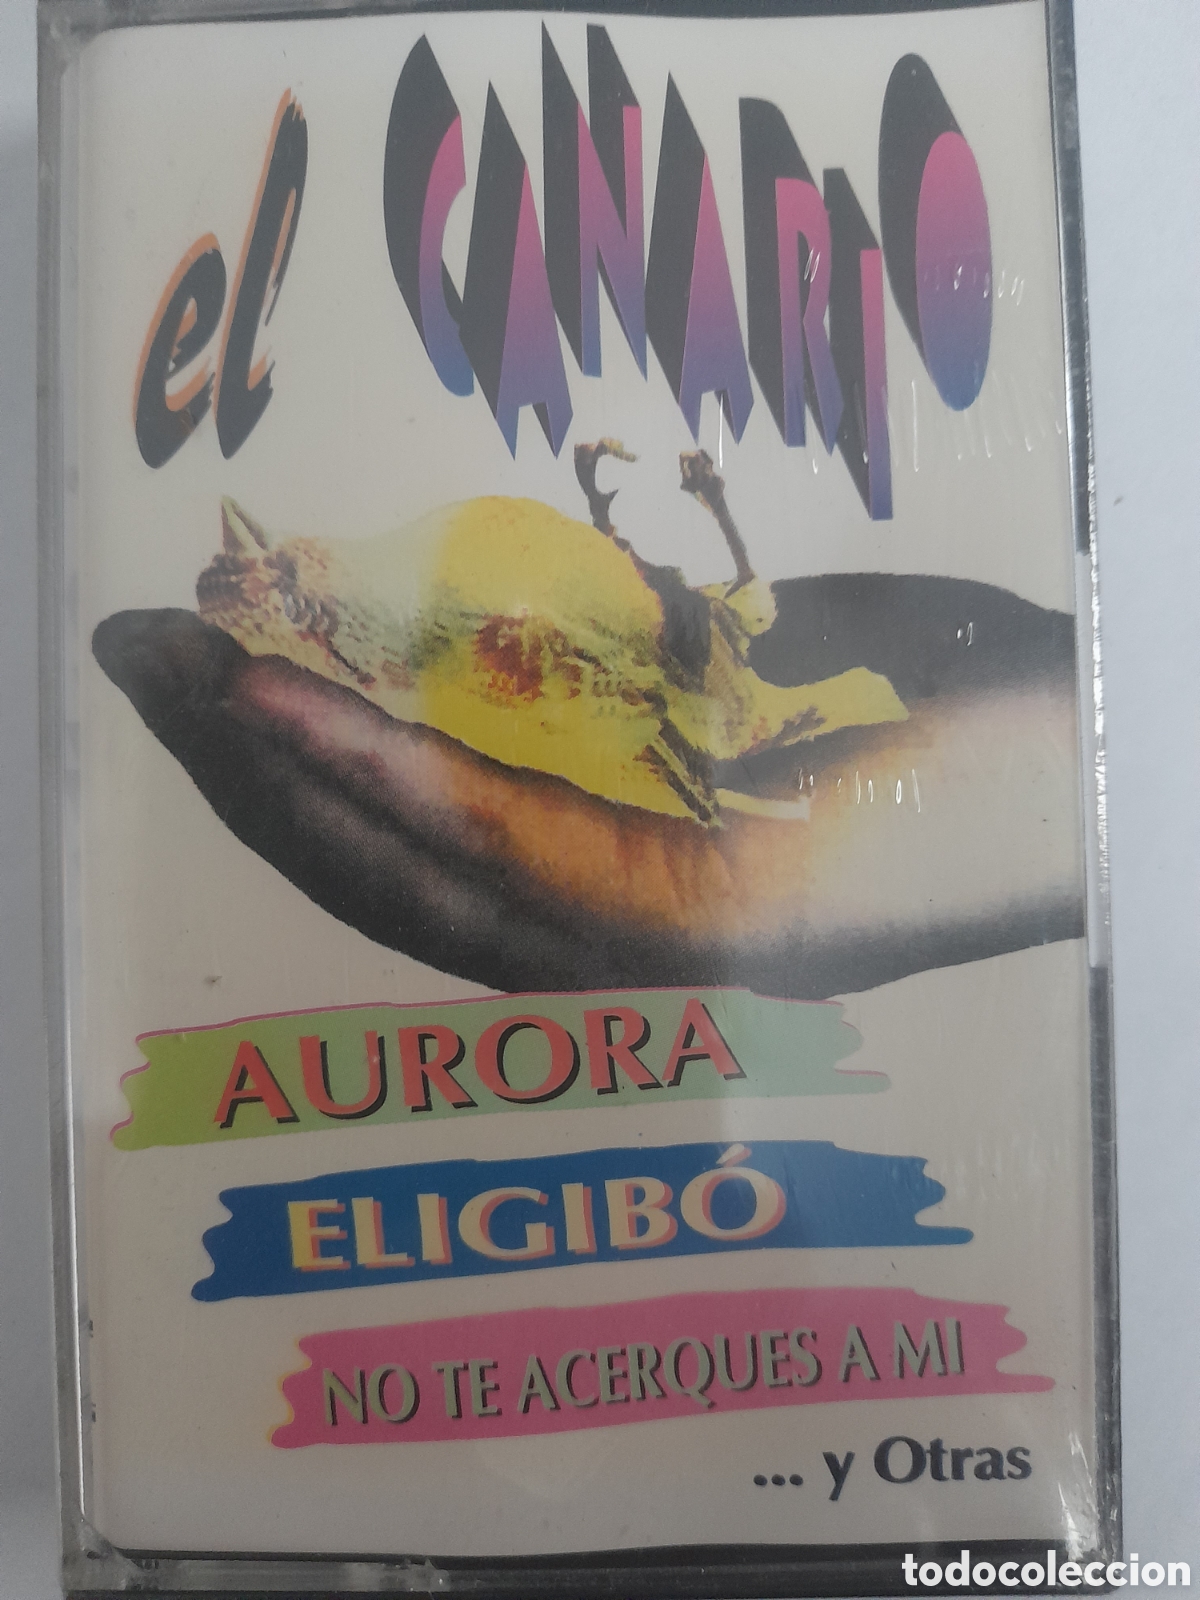 el CANARIO
AURORA
ELIGIBÓ
NO TE ACERQUES A MI
... y Otras
todocoleccion